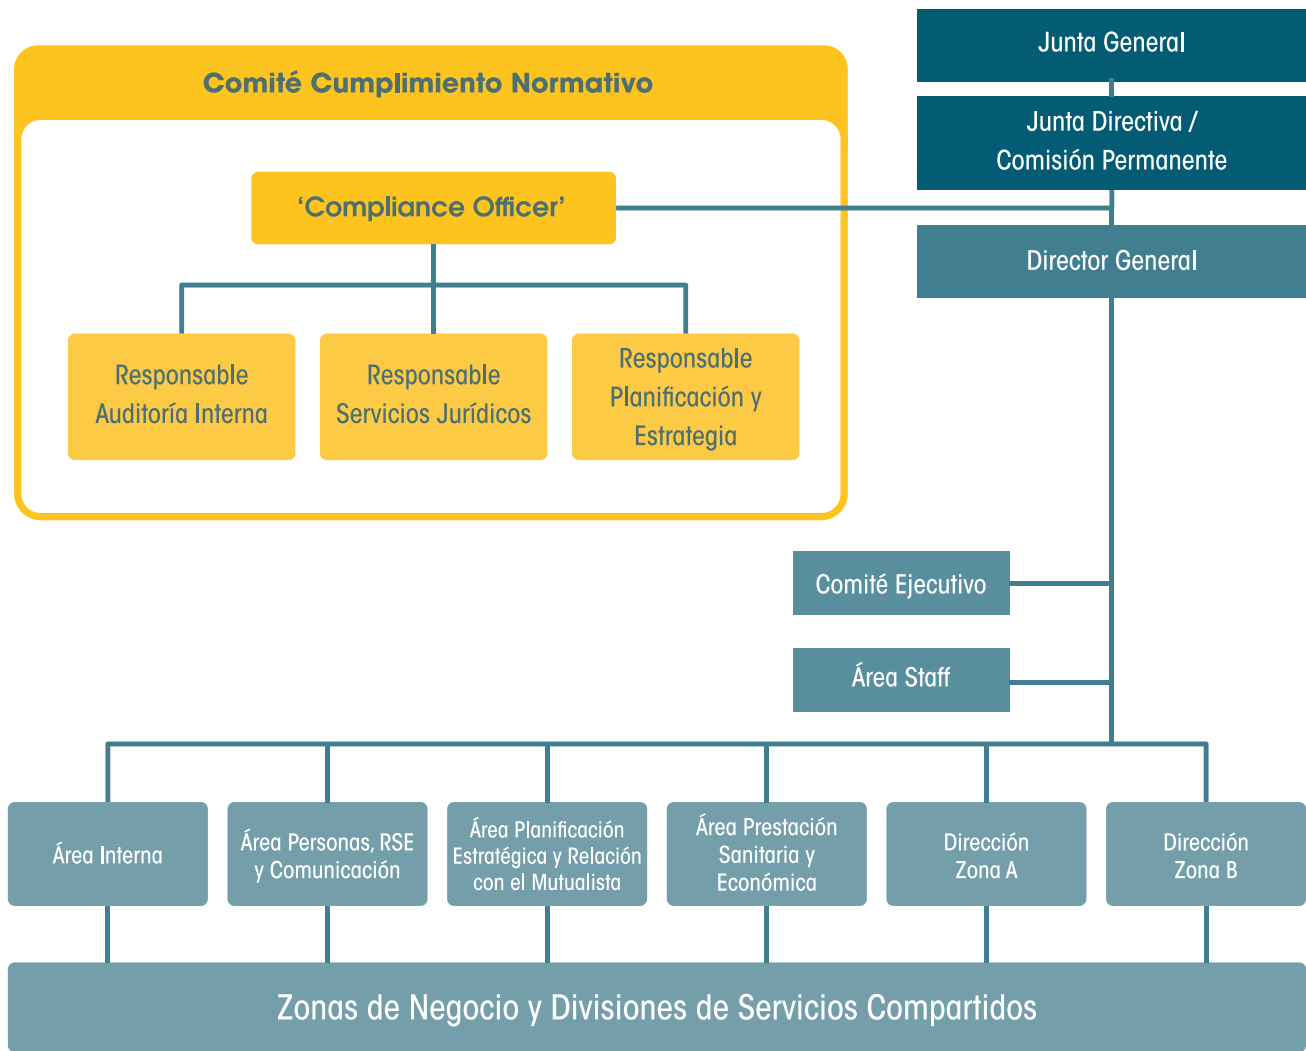 Junta General
Junta Directiva /
Comisión Permanente
Director General
Comité Cumplimiento Normativo
‘Compliance Officer’
Responsable
Auditoría Interna
Responsable
Servicios Jurídicos
Responsable
Planificación y
Estrategia
Comité Ejecutivo
Área Staff
Área Interna
Área Personas, RSE
y Comunicación
Área Planificación
Estratégica y Relación
con el Mutualista
Área Prestación
Sanitaria y
Económica
Dirección
Zona A
Dirección
Zona B
Zonas de Negocio y Divisiones de Servicios Compartidos